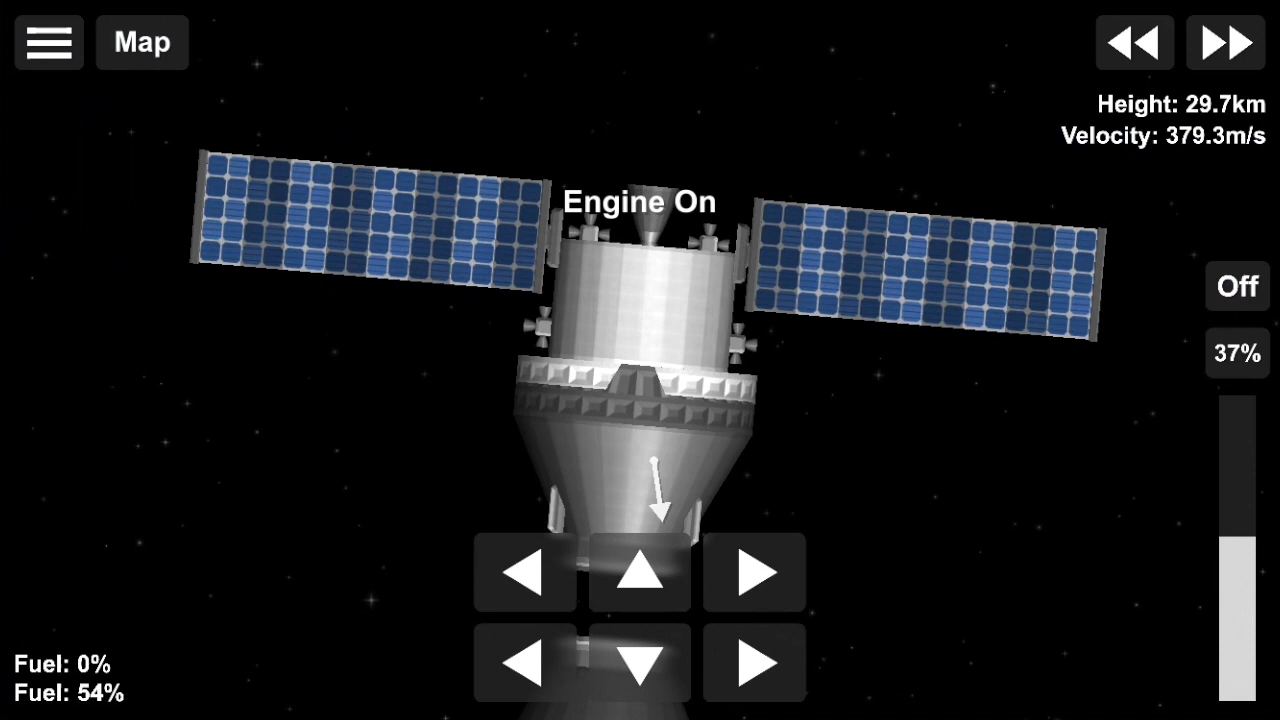 Map
Height: 29.7km
Velocity: 379.3m/s
Engine On
Off
37%
Fuel: 0%
Fuel: 54%